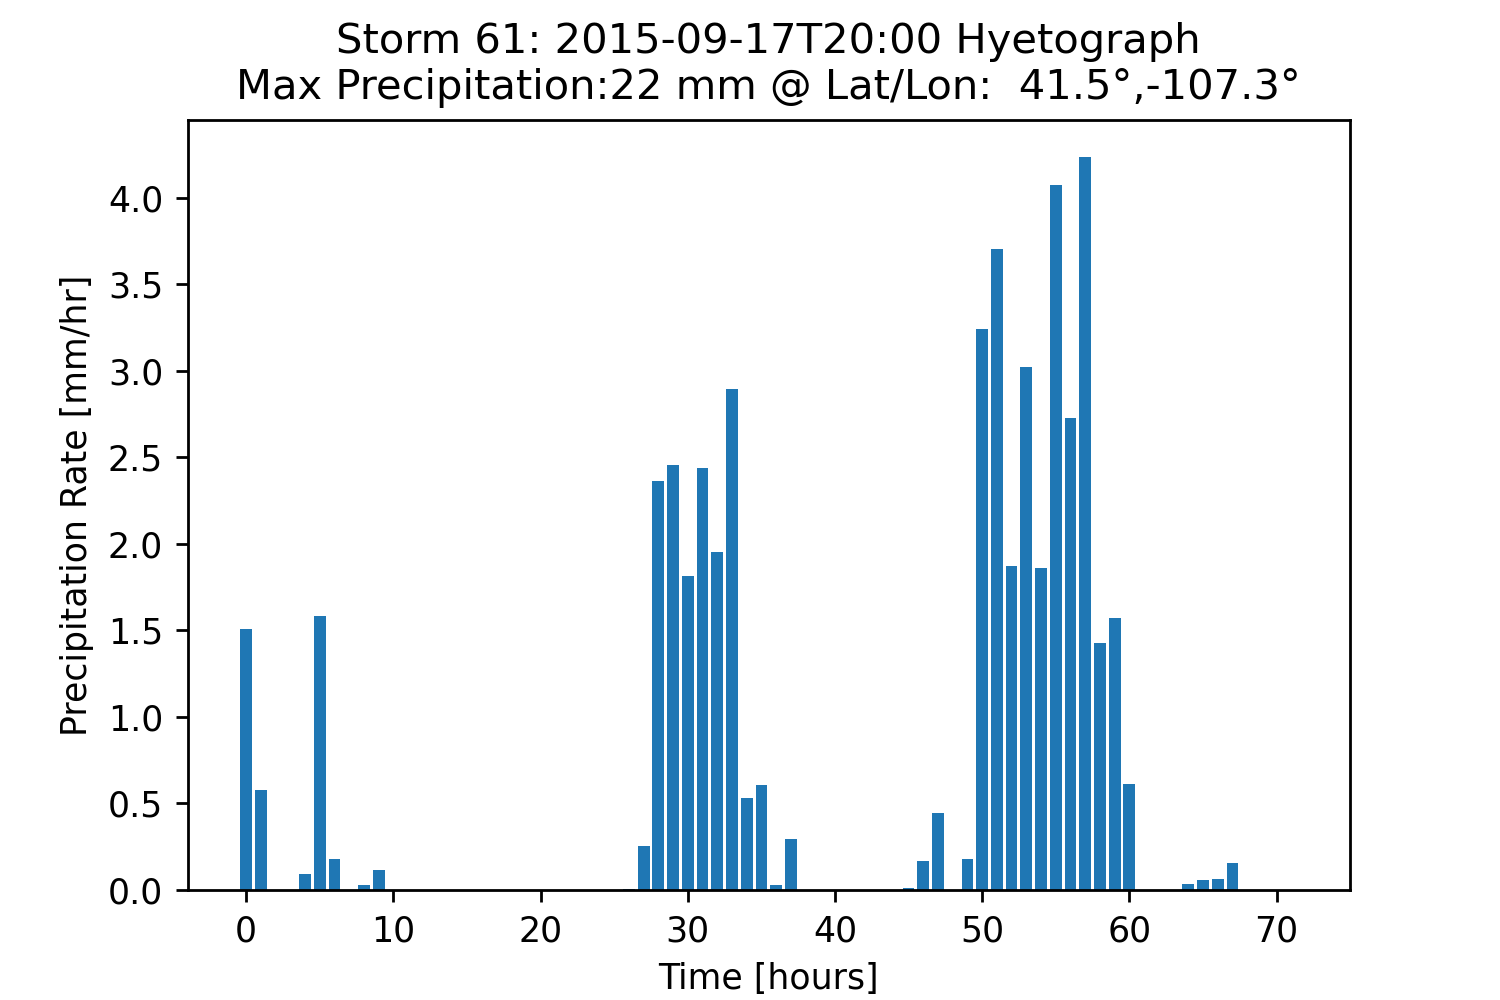 Storm 61: 2015-09-17T20:00 Hyetograph
Max Precipitation:22 mm @ Lat/Lon:  41.5°,-107.3°
4.0
3.5
3.0
2.5
2.0
1.5
1.0
0.5
0.0
Precipitation Rate [mm/hr]
0 10 20 30 40 50 60 70
Time [hours]